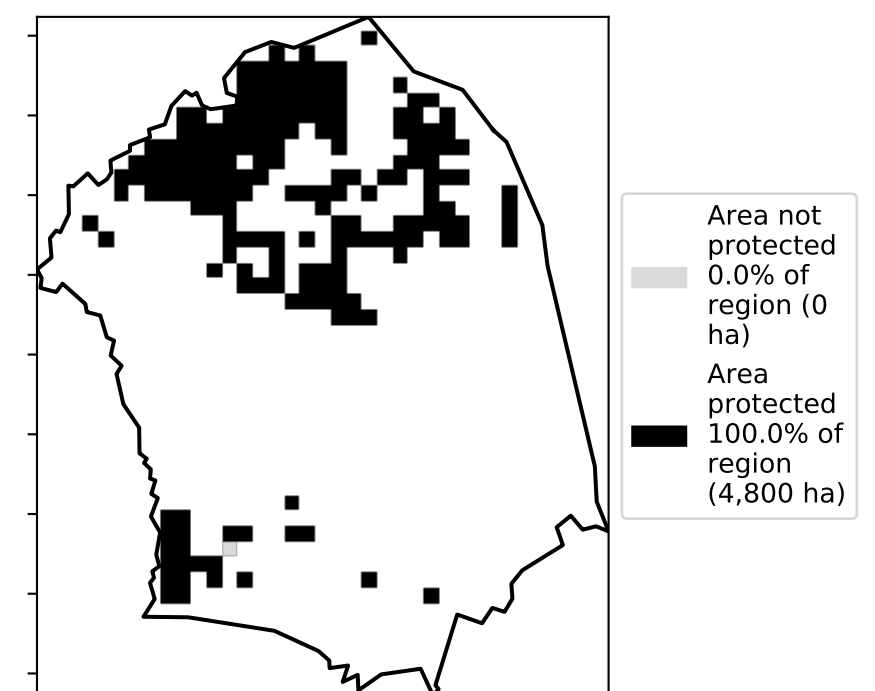 Area not
protected
0.0% of
region (0
ha)
Area
protected
100.0% of
region
(4,800 ha)